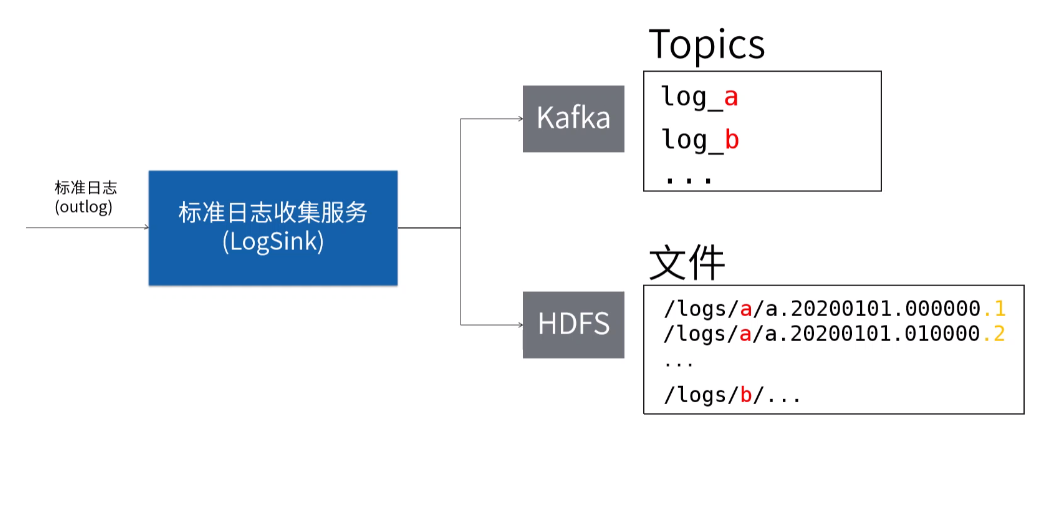 标准日志
(outlog)
标准日志收集服务
(LogSink)
Kafka
Topics
log_a
log_b
...
HDFS
文件
/logs/a/a.20200101.000000.1
/logs/a/a.20200101.010000.2
...
/logs/b/...